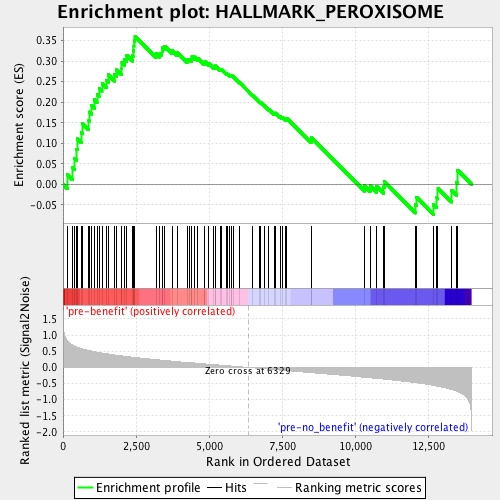 Enrichment plot: HALLMARK_PEROXISOME
Enrichment score (ES)
0.35
0.30
0.25
0.20
0.15
0.10
0.05
0.00
-0.05
'pre-benefit' (positively correlated)
Ranked list metric (Signal2Noise)
1.5
1.0
0.5
0.0
-0.5
-1.0
-1.5
-2.0
Zero cross at 6329
'pre-no_benefit' (negatively correlated)
0 2,500 5,000 7,500 10,000 12,500
Rank in Ordered Dataset
Enrichment profile Hits Ranking metric scores